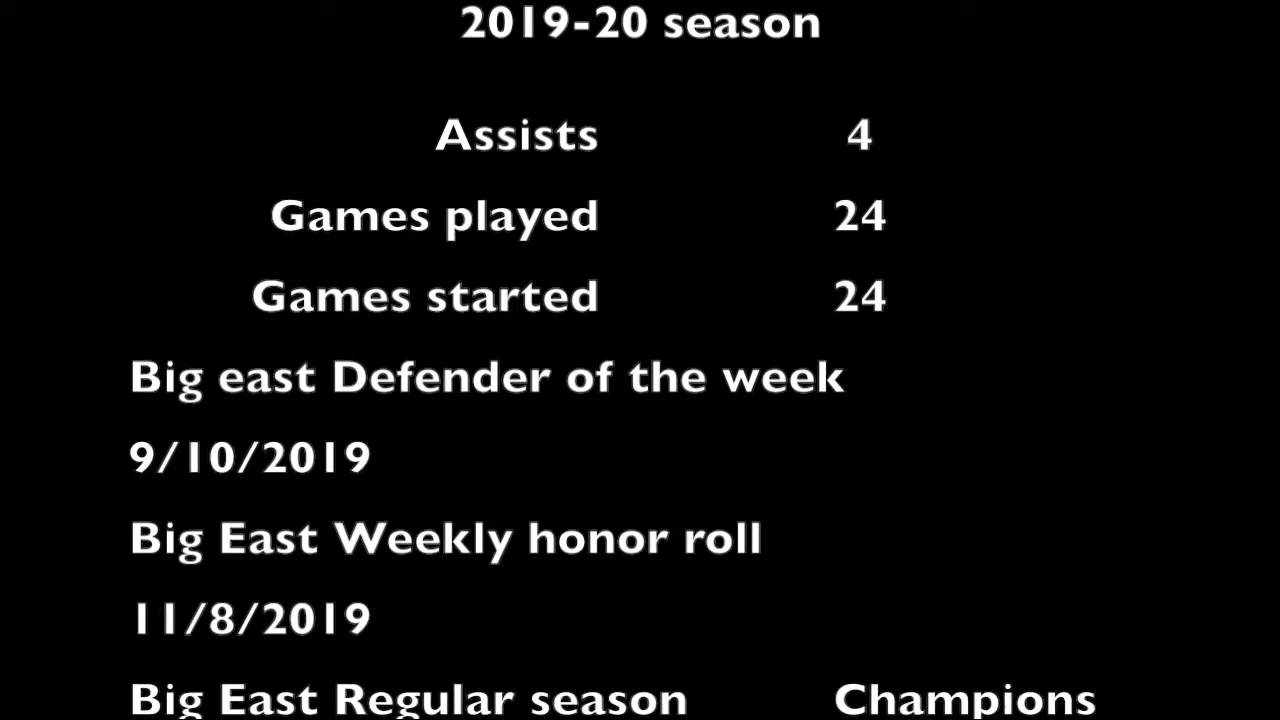 2019-20 season
Assists 4
Games played 24
Games started 24
Big east Defender of the week
9/10/2019
Big East Weekly honor roll
11/8/2019
Big East Regular season Champions